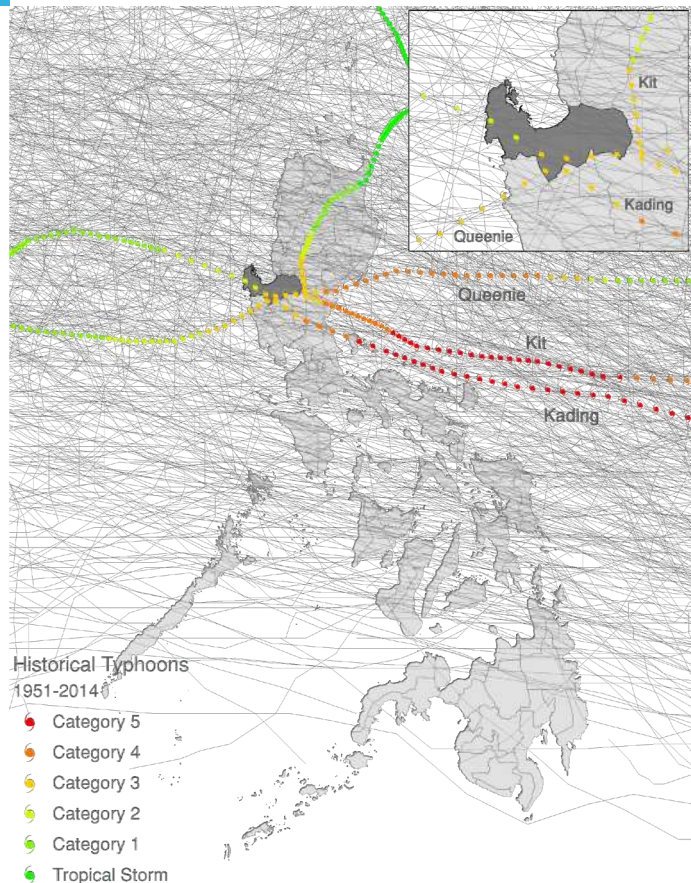 Kit
Kading
Queenie
Queenie
Kit
Kading
Historical Typhoons
1951-2014
Category 5
Category 4
Category 3
Category 2
Category 1
Tropical Storm